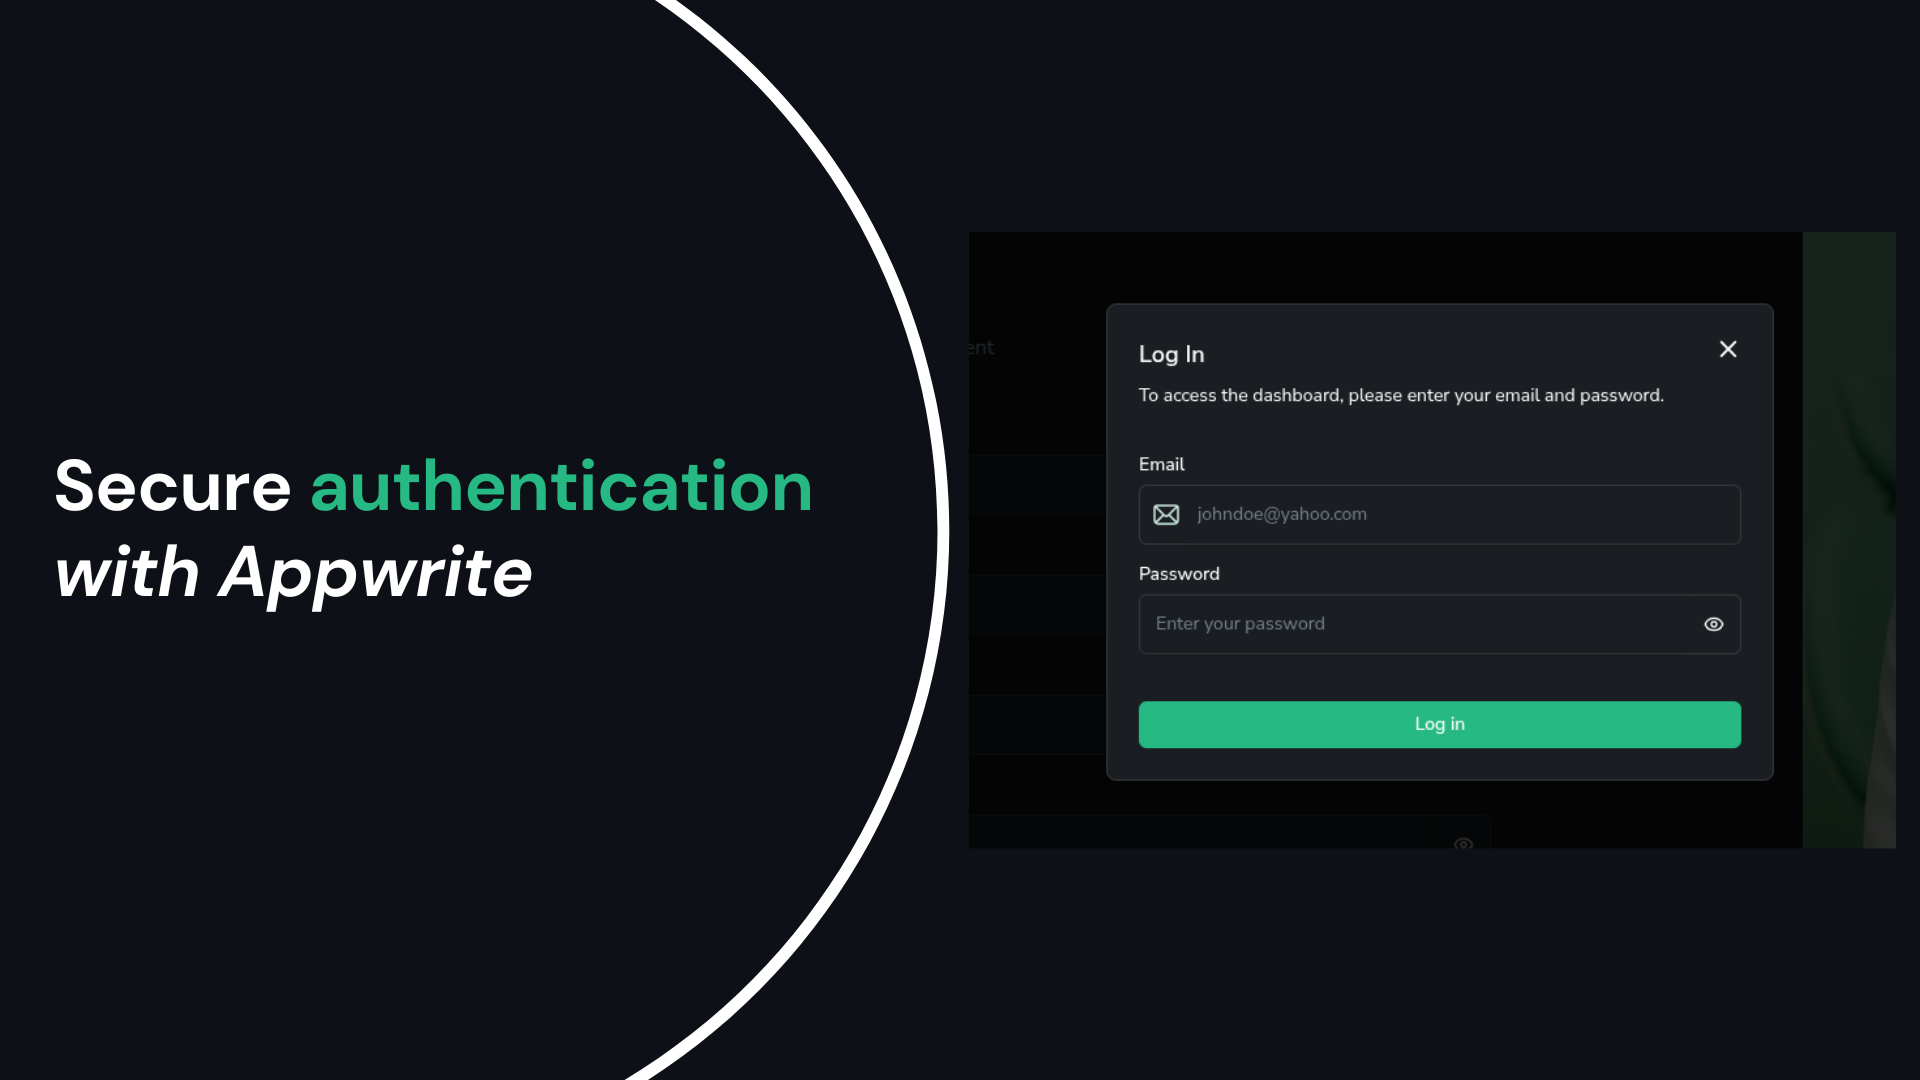 Secure authentication
with Appwrite
ent
Log In
To access the dashboard, please enter your email and password.
Email
johndoe@yahoo.com
Password
Enter your password
Log in